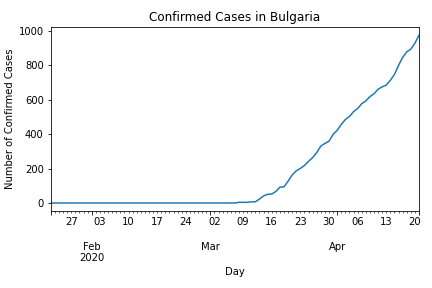 Confirmed Cases in Bulgaria
1000
800
600
400
200
0
Number of Confirmed Cases
27 03 10 17 24 02 09 16 23 30 06 13 20
Feb Mar Apr
2020
Day